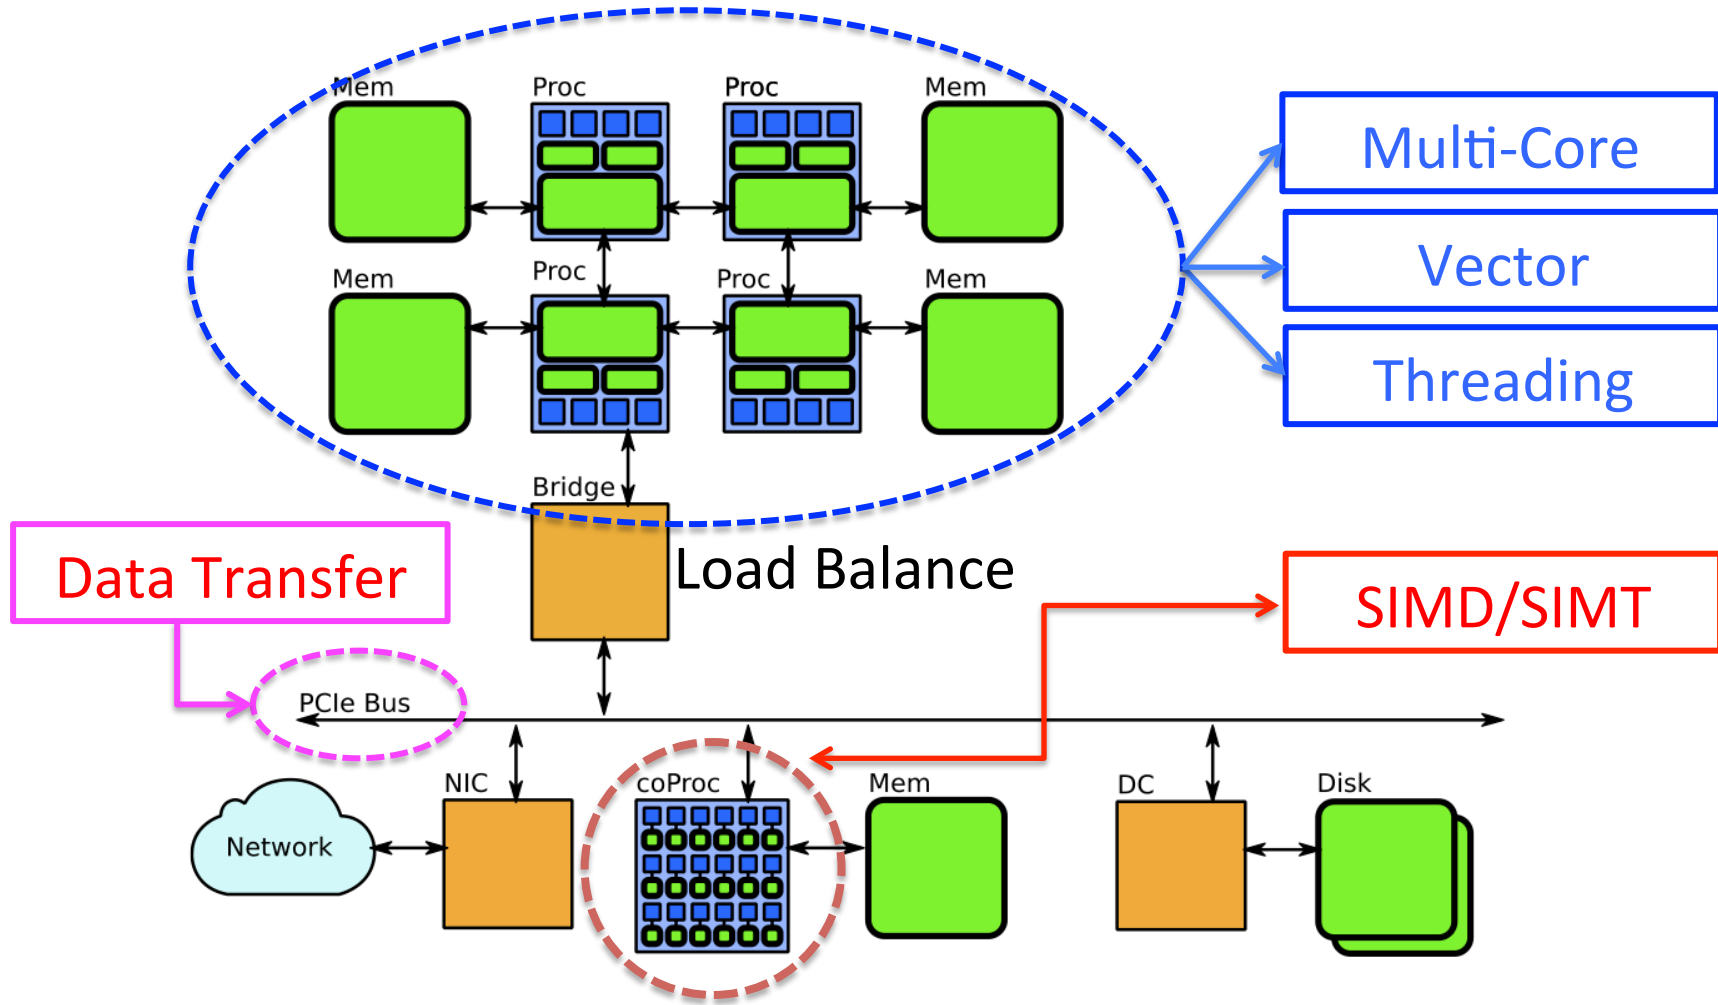 Mem
Proc
Proc
Mem
Multi-Core
Vector
Mem
Proc
Proc
Mem
Threading
Bridge
Data Transfer
Load Balance
SIMD/SIMT
PCIe Bus
NIC
coProc
Mem
DC
Disk
Network